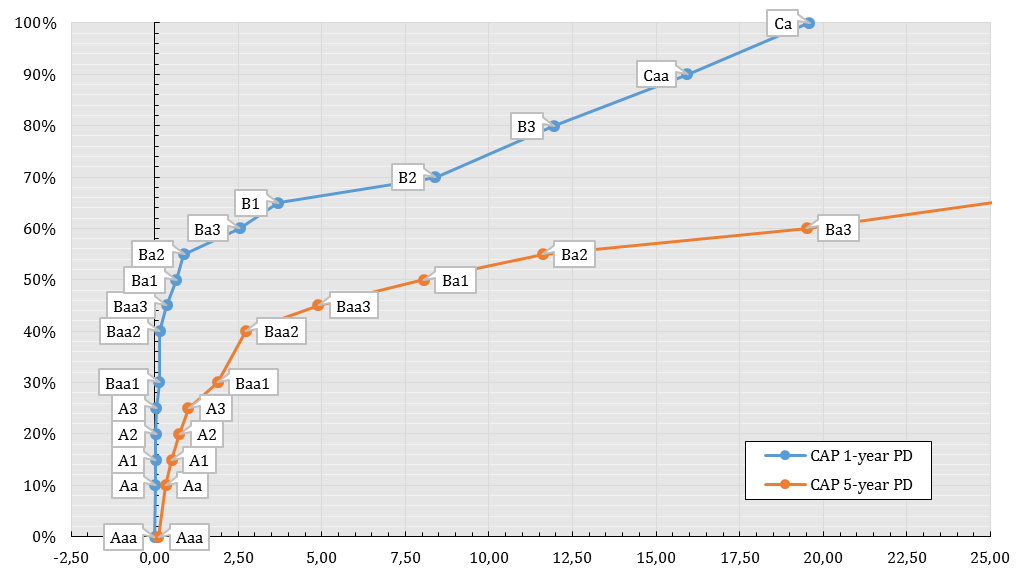 100%
Ca
90%
Caa
80%
B3
70%
B2
B1
60%
Ba3
Ba3
Ba2
Ba2
50%
Ba1
Ba1
Baa3
Baa3
40%
Baa2
Baa2
30%
Baa1
Baa1
A3
A3
20%
A2
A2
A1
A1
10%
Aa
Aa
CAP 1-year PD
CAP 5-year PD
0%
Aaa
Aaa
-2,50 0,00 2,50 5,00 7,50 10,00 12,50 15,00 17,50 20,00 22,50 25,00